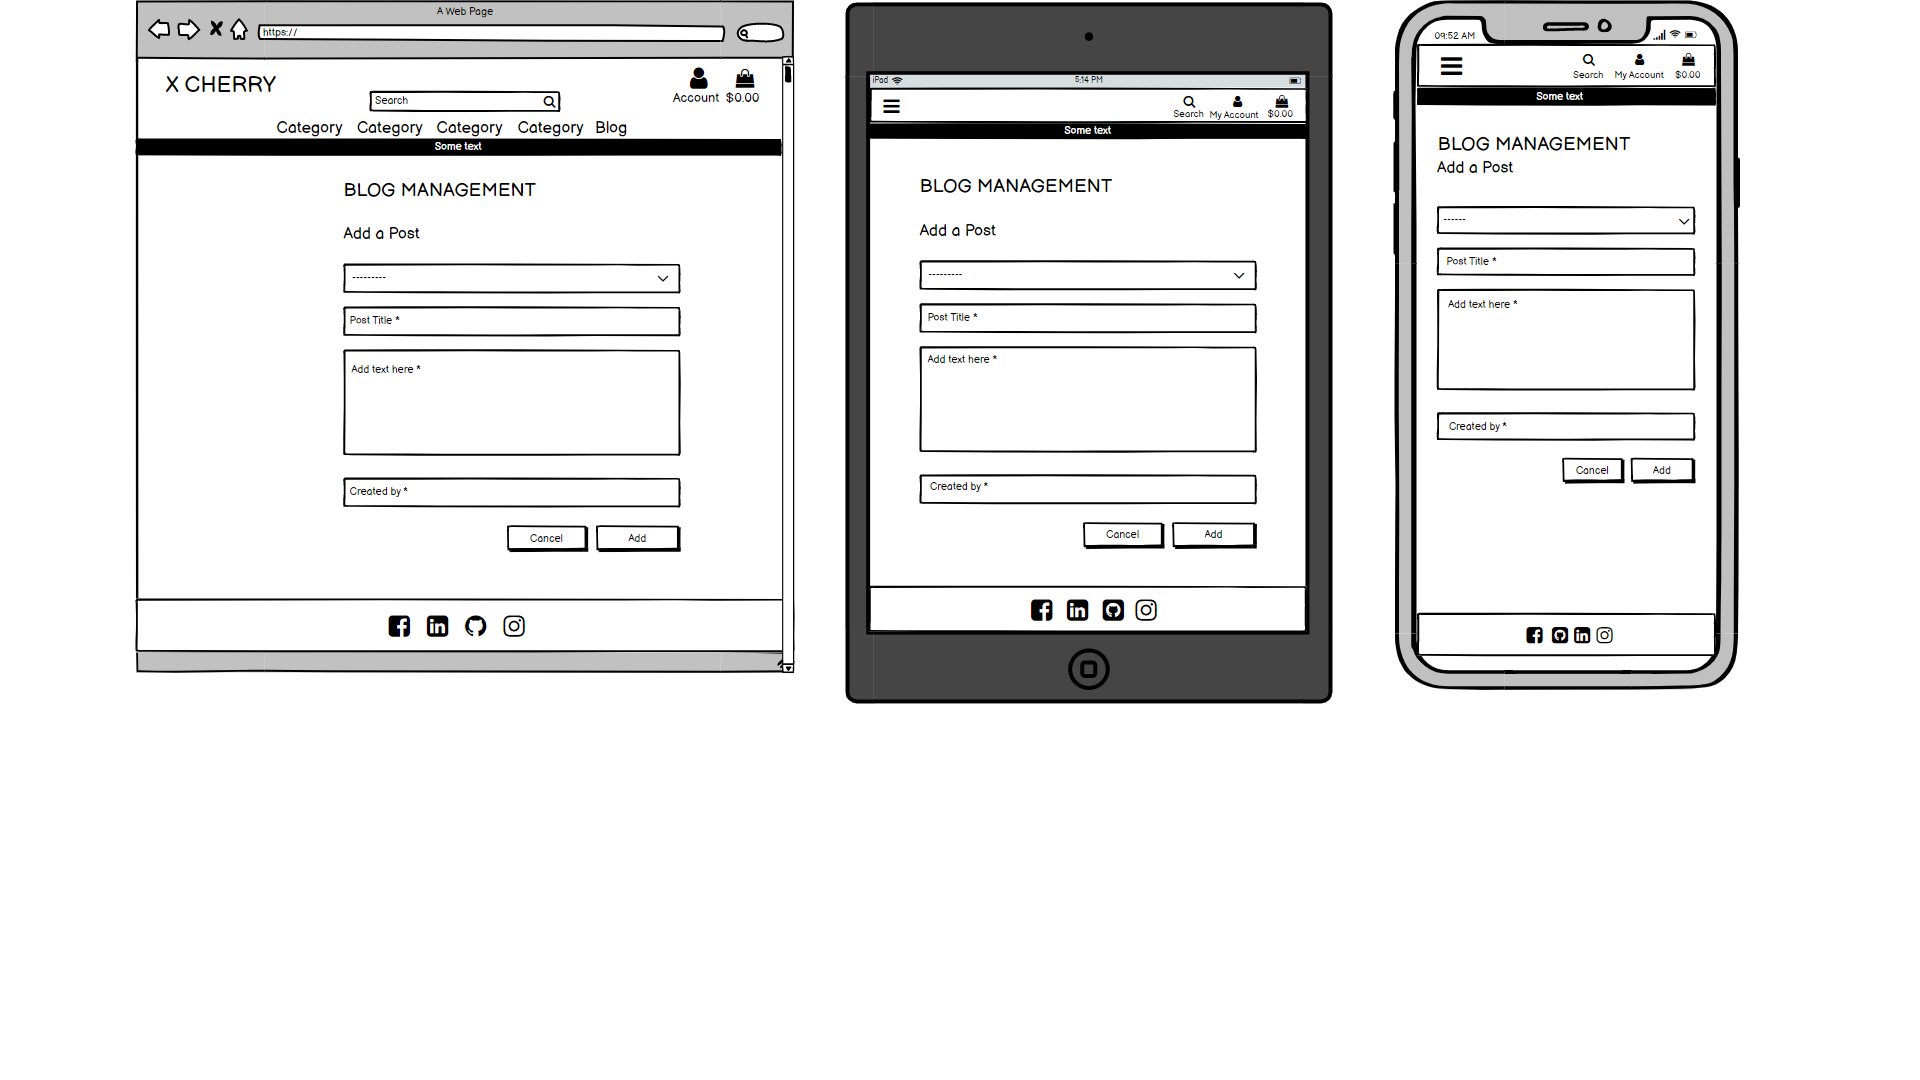 A Web Page
https://
X CHERRY
Search
Account $0.00
Category Category Category Category Blog
Some text
BLOG MANAGEMENT
Add a Post
---------
Post Title *
Add text here *
Created by *
Cancel Add
iPad 5:14 PM
Search My Account $0.00
Some text
BLOG MANAGEMENT
Add a Post
---------
Post Title *
Add text here *
Created by *
Cancel Add
09:52 AM
Search My Account $0.00
Some text
BLOG MANAGEMENT
Add a Post
------
Post Title *
Add text here *
Created by *
Cancel Add